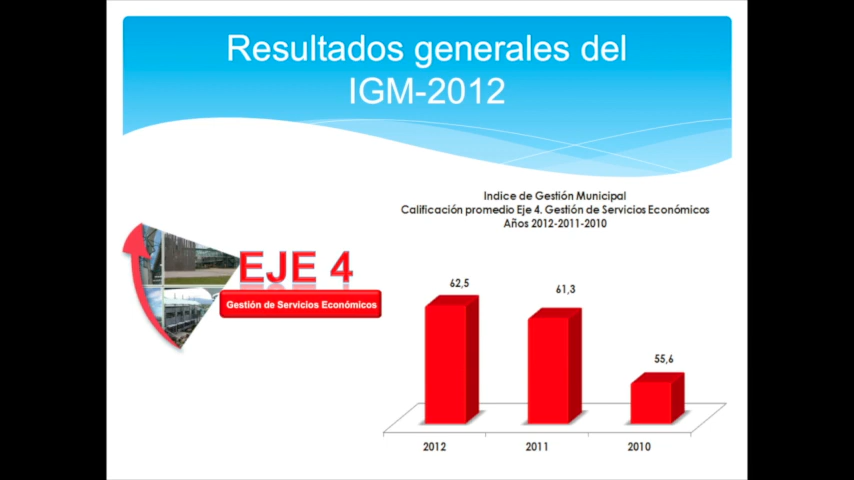 Resultados generales del
IGM-2012
Indice de Gestión Municipal
Calificación promedio Eje 4. Gestión de Servicios Económicos
Años 2012-2011-2010
EJE 4
Gestión de Servicios Económicos
62,5
61,3
55,6
2012
2011
2010